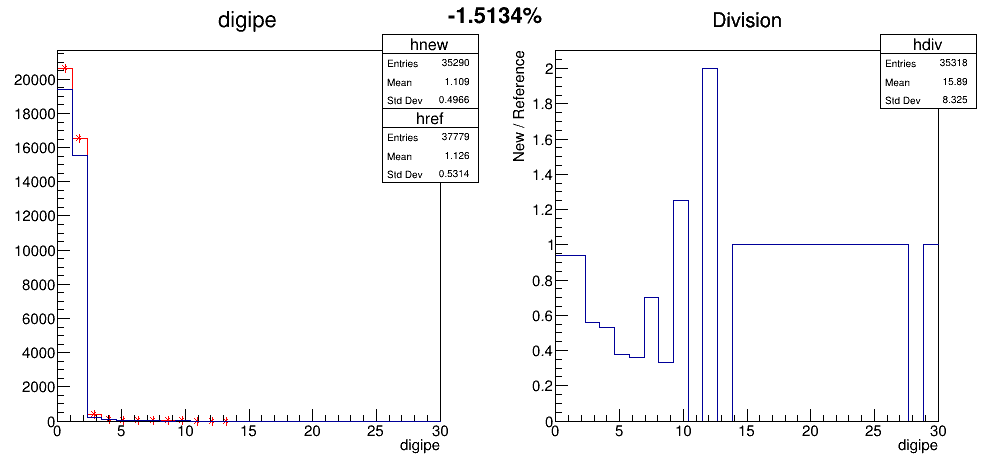 -1.5134%
digipe
hnew
Entries 35290
Mean 1.109
Std Dev 0.4966
href
Entries 37779
Mean 1.126
Std Dev 0.5314
20000
18000
16000
14000
12000
10000
8000
6000
4000
2000
0
0 5 10 15 20 25 30
digipe
Division
hdiv
Entries 35318
Mean 15.89
Std Dev 8.325
New / Reference
2
1.8
1.6
1.4
1.2
1
0.8
0.6
0.4
0.2
0
0 5 10 15 20 25 30
digipe